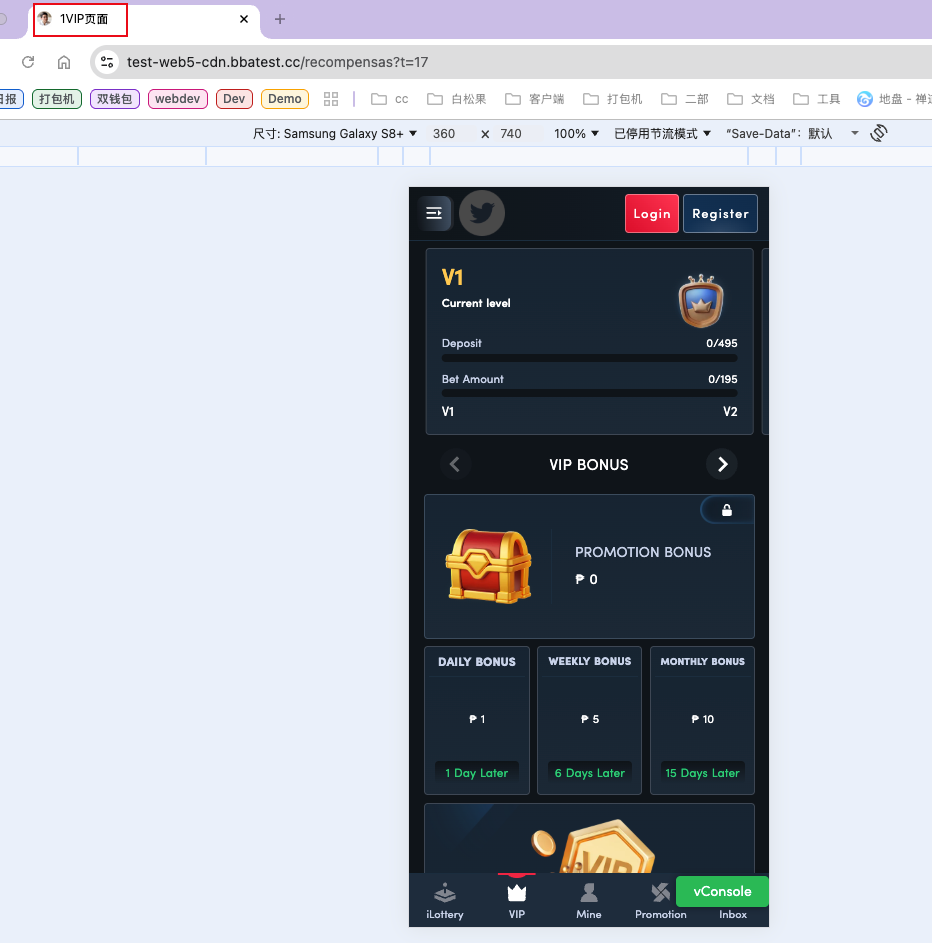 1VIP页面
test-web5-cdn.bbatest.cc/recompensas?t=17
日报 打包机 双钱包 webdev Dev Demo cc 白松果 客户端 打包机 二部 文档 工具 地盘 - 禅道
尺寸: Samsung Galaxy S8+ 360 × 740 100% 已停用节流模式 “Save-Data”: 默认
Login Register
V1
Current level
Deposit 0/495
Bet Amount 0/195
V1 V2
VIP BONUS
PROMOTION BONUS
₱ 0
DAILY BONUS WEEKLY BONUS MONTHLY BONUS
₱ 1 ₱ 5 ₱ 10
1 Day Later 6 Days Later 15 Days Later
VIP
vConsole
iLottery VIP Mine Promotion Inbox